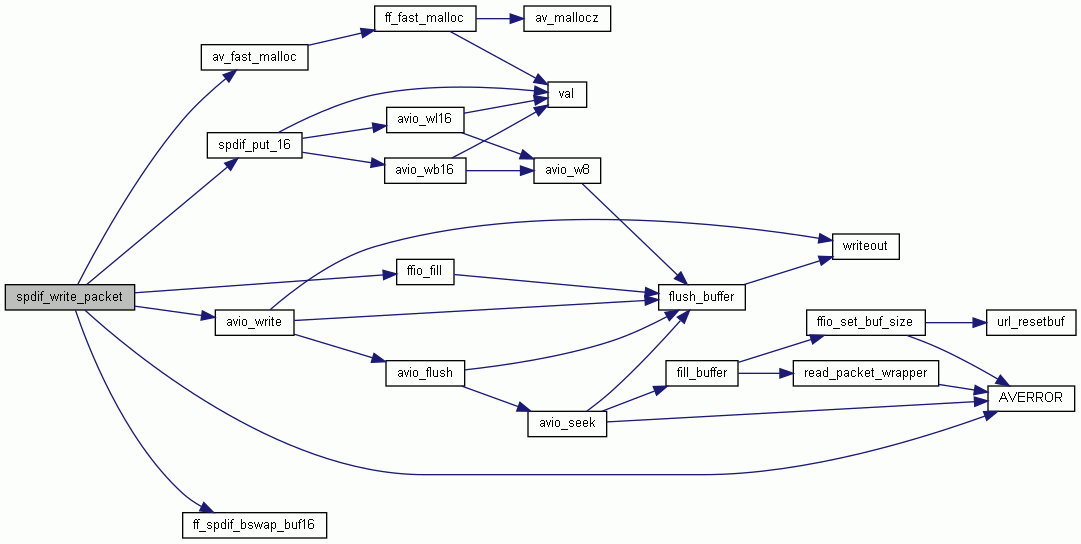 ff_fast_malloc
av_mallocz
av_fast_malloc
val
avio_wl16
spdif_put_16
avio_wb16
avio_w8
writeout
ffio_fill
spdif_write_packet
flush_buffer
avio_write
ffio_set_buf_size
url_resetbuf
avio_flush
fill_buffer
read_packet_wrapper
AVERROR
avio_seek
ff_spdif_bswap_buf16